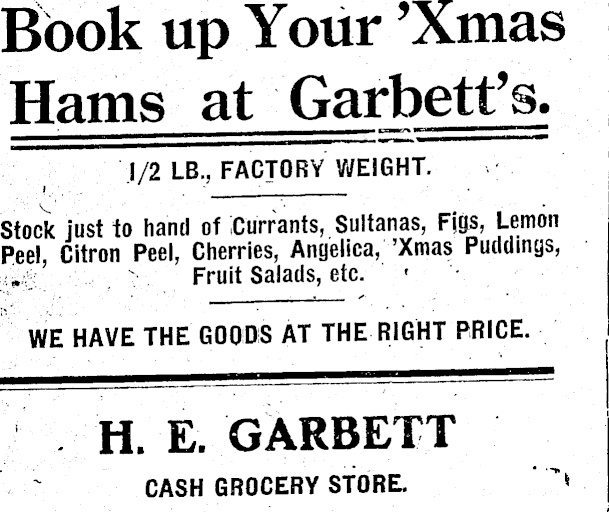 Book up Your 'Xmas
Hams at Garbett's.
1/2 LB., FACTORY WEIGHT.
Stock just to hand of Currants, Sultanas, Figs, Lemon
Peel, Citron Peel, Cherries, Angelica, 'Xmas Puddings,
Fruit Salads, etc.
WE HAVE THE GOODS AT THE RIGHT PRICE.
H. E. GARBETT
CASH GROCERY STORE.